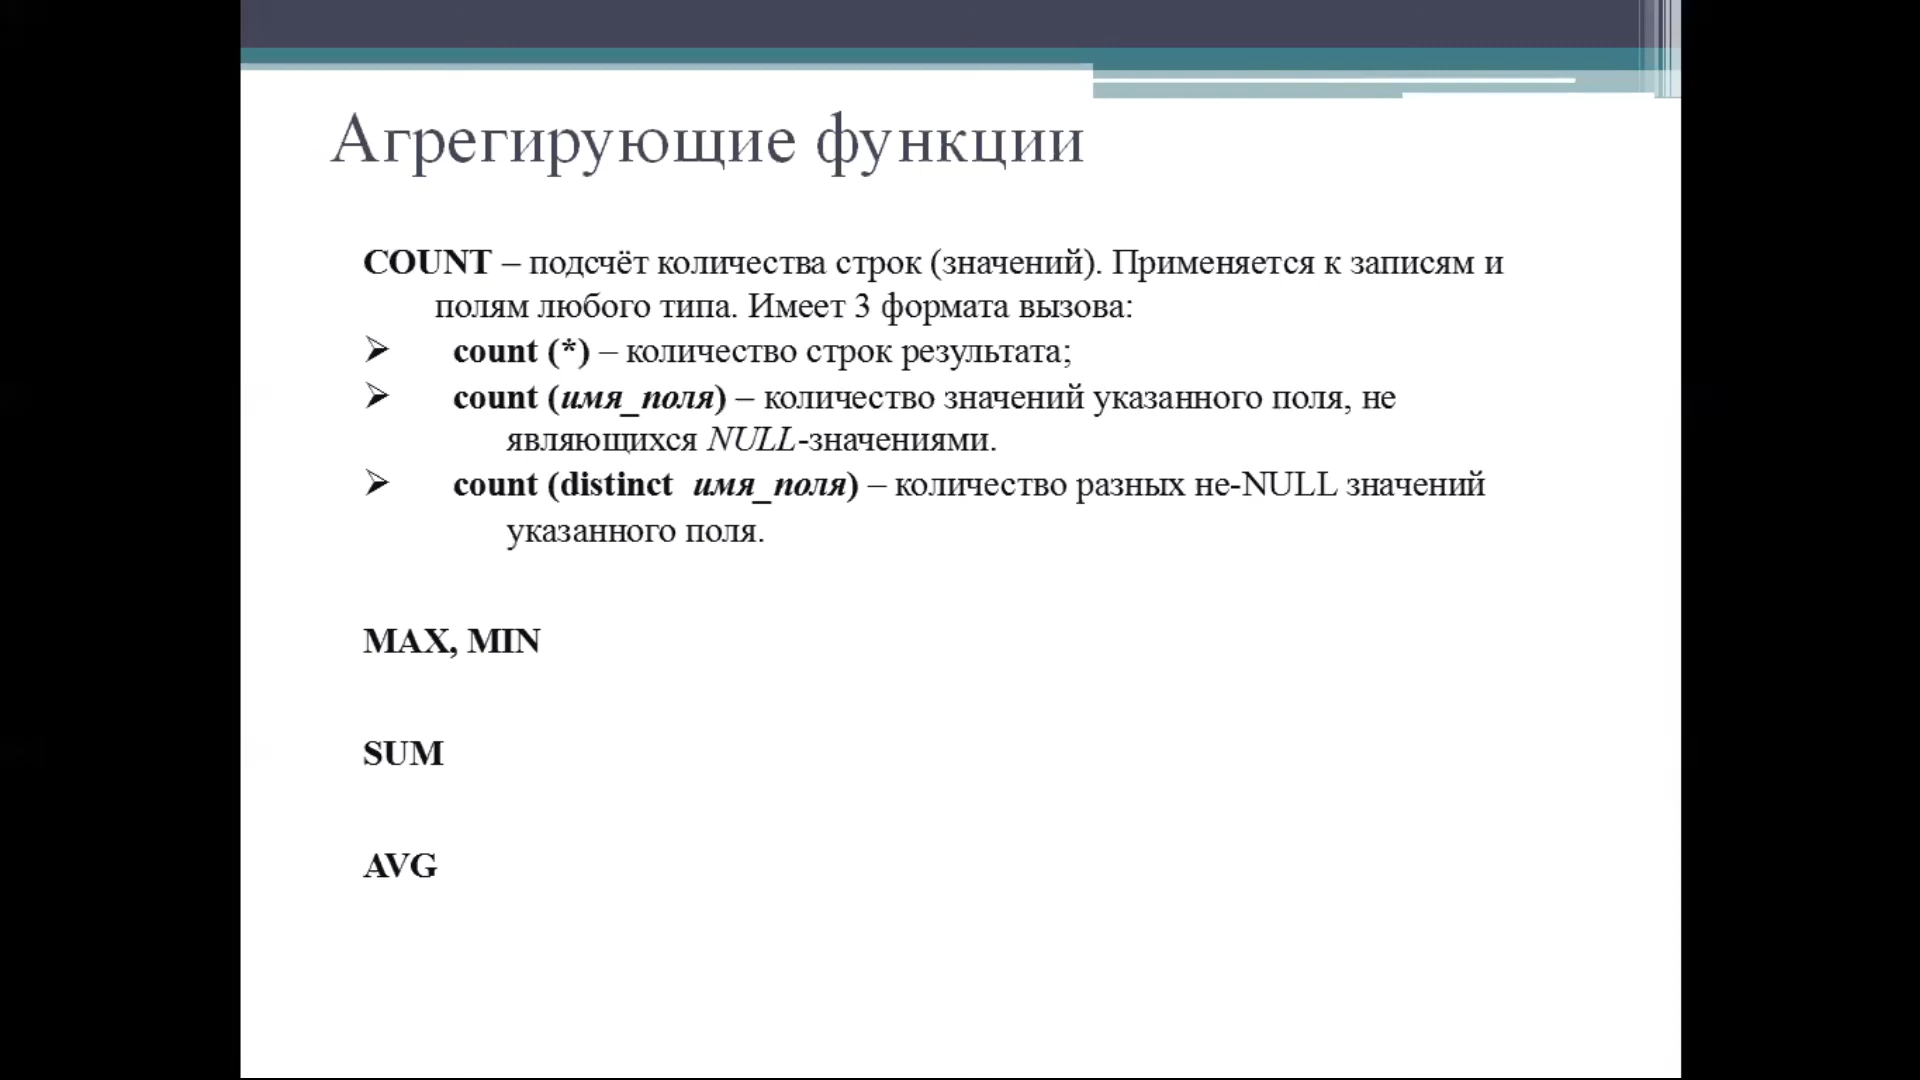 Агрегирующие функции
COUNT – подсчёт количества строк (значений). Применяется к записям и
полям любого типа. Имеет 3 формата вызова:
count (*) – количество строк результата;
count (имя_поля) – количество значений указанного поля, не
являющихся NULL-значениями.
count (distinct имя_поля) – количество разных не-NULL значений
указанного поля.
MAX, MIN
SUM
AVG